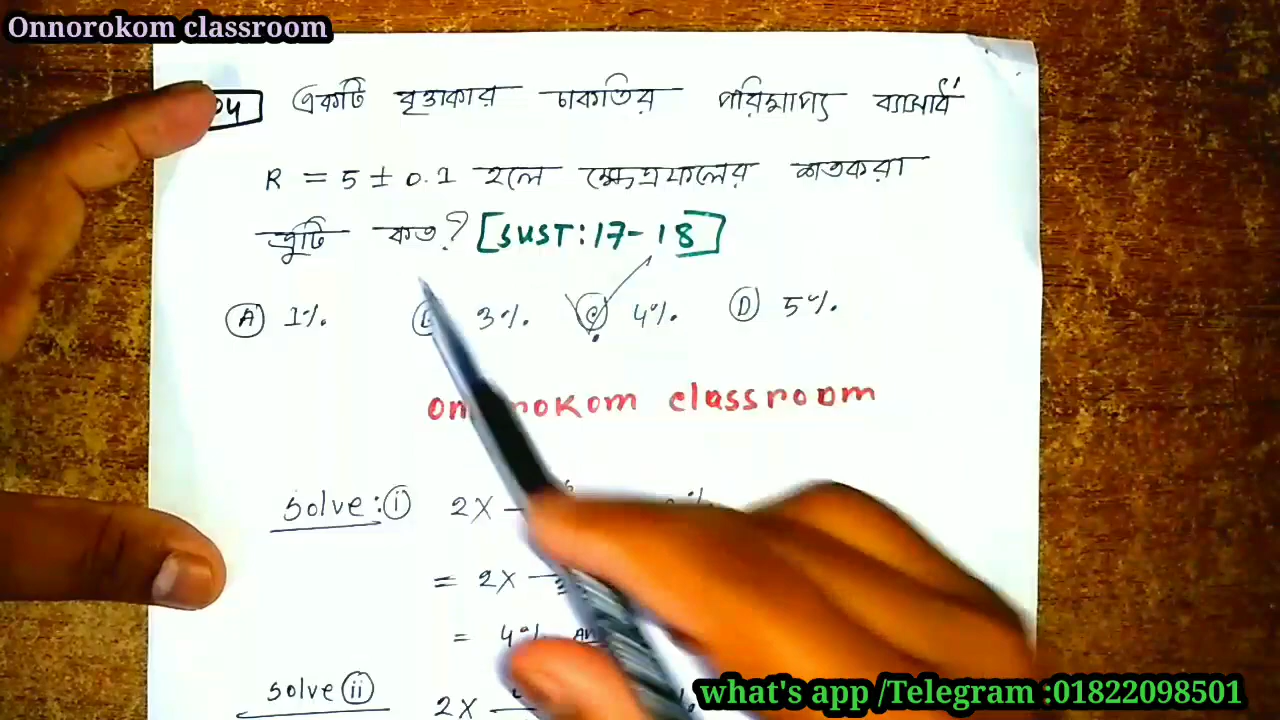 Onnorokom classroom
04 একটি বৃত্তাকার চাকতির পরিমাপ্য ব্যাসার্ধ
R = 5 ± 0.1 হলে ক্ষেত্রফলের শতকরা
ত্রুটি কত? [SUST:17-18]
A 1%. 3%. C 4%. D 5%.
classroom
Solve: i 2X
= 2X
= 4%
Solve ii 2X
what's app /Telegram :01822098501